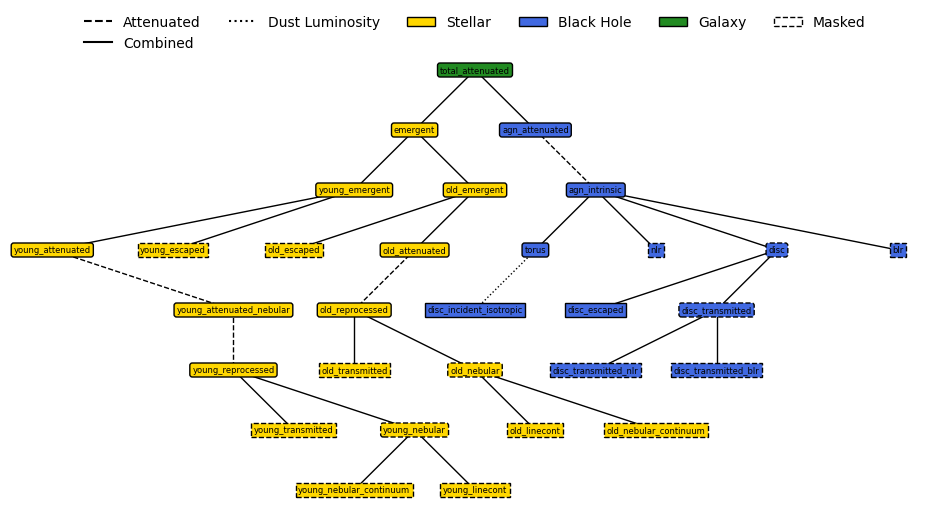 Attenuated Dust Luminosity Stellar Black Hole Galaxy Masked
Combined
total_attenuated
emergent agn_attenuated
young_emergent old_emergent agn_intrinsic
young_attenuated young_escaped old_escaped old_attenuated torus nlr disc blr
young_attenuated_nebular old_reprocessed disc_incident_isotropic disc_escaped disc_transmitted
young_reprocessed old_transmitted old_nebular disc_transmitted_nlr disc_transmitted_blr
young_transmitted young_nebular old_linecont old_nebular_continuum
young_nebular_continuum young_linecont